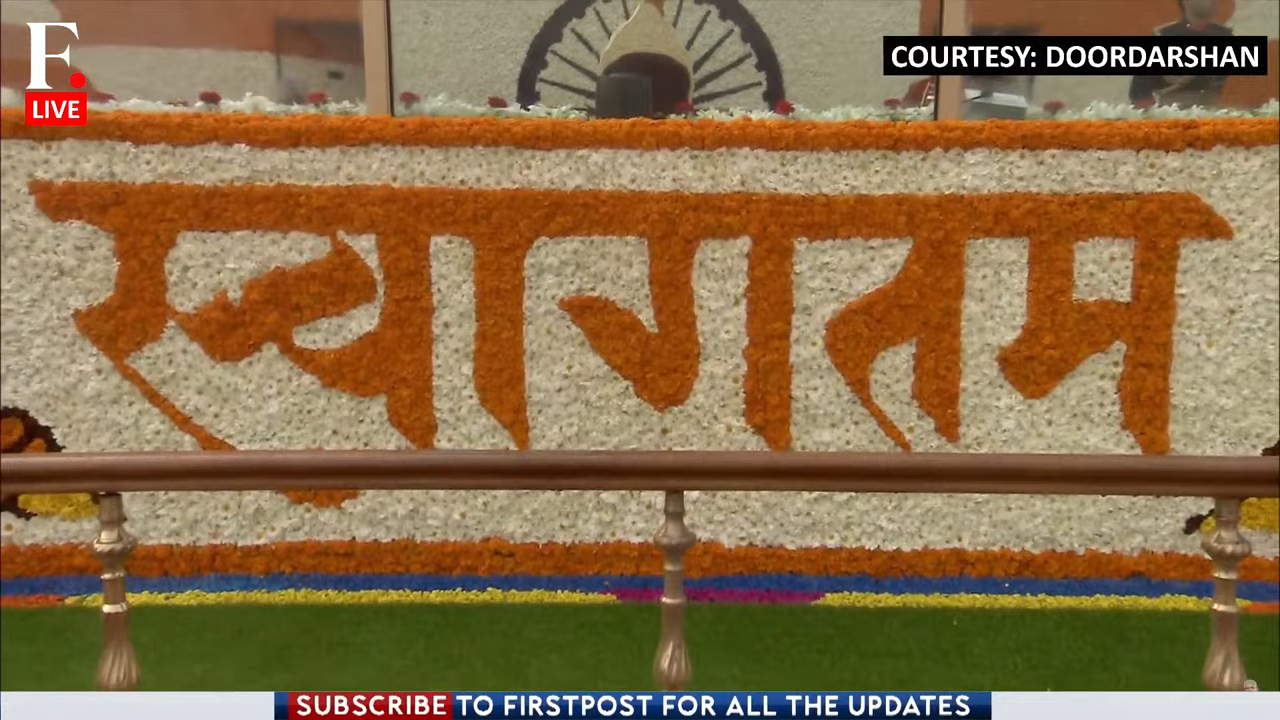 F.
LIVE
COURTESY: DOORDARSHAN
स्वागतम
SUBSCRIBE TO FIRSTPOST FOR ALL THE UPDATES